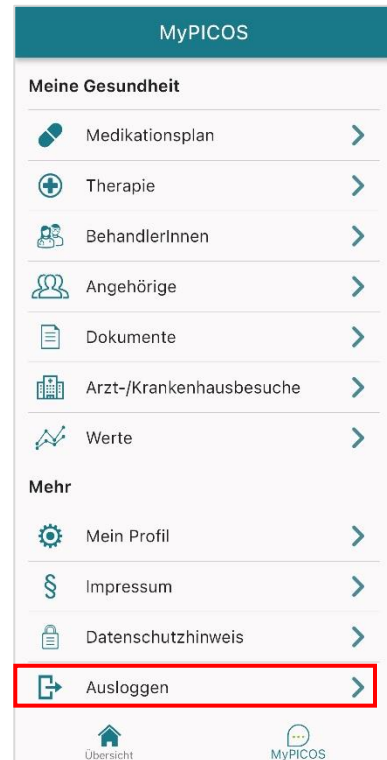 MyPICOS
Meine Gesundheit
Medikationsplan
Therapie
BehandlerInnen
Angehörige
Dokumente
Arzt-/Krankenhausbesuche
Werte
Mehr
Mein Profil
§ Impressum
Datenschutzhinweis
Ausloggen
Übersicht
MyPICOS